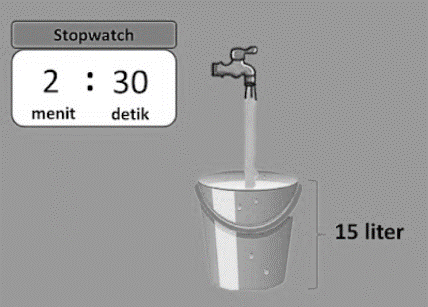 Stopwatch
2 : 30
menit detik
15 liter